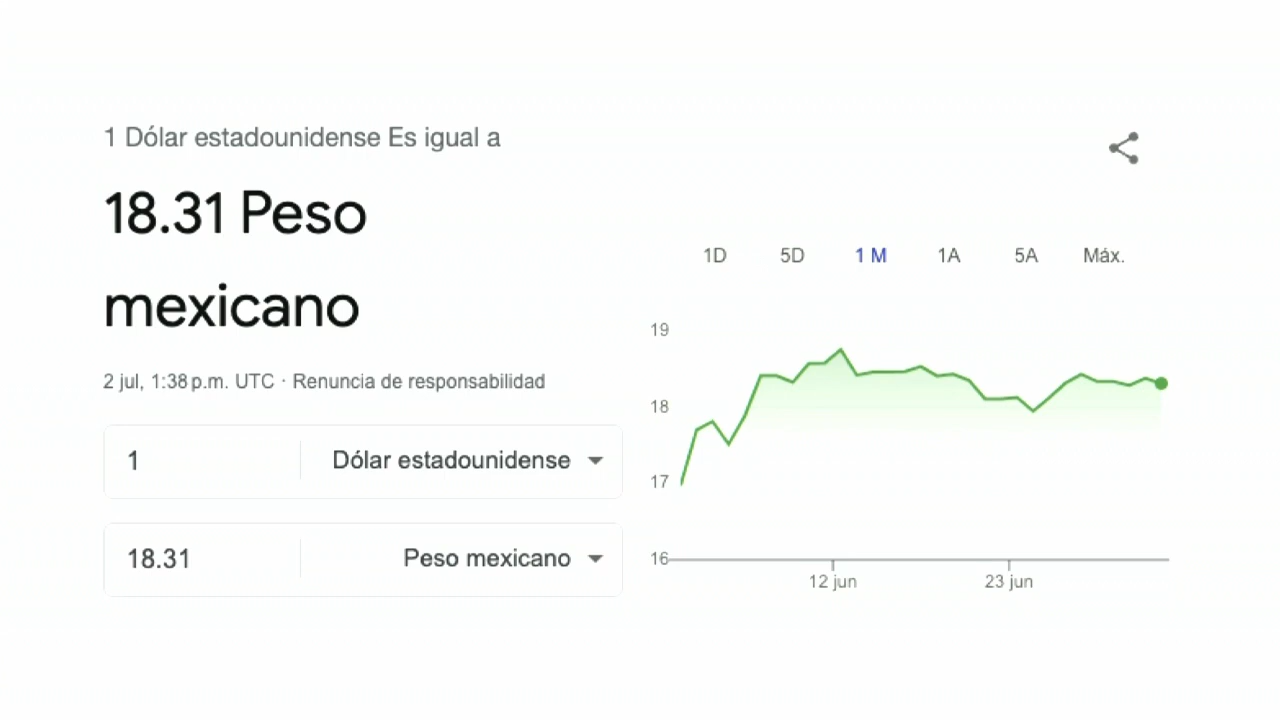 1 Dólar estadounidense Es igual a
18.31 Peso
mexicano
2 jul, 1:38 p.m. UTC · Renuncia de responsabilidad
1 Dólar estadounidense
18.31 Peso mexicano
1D 5D 1 M 1A 5A Máx.
19
18
17
16
12 jun 23 jun